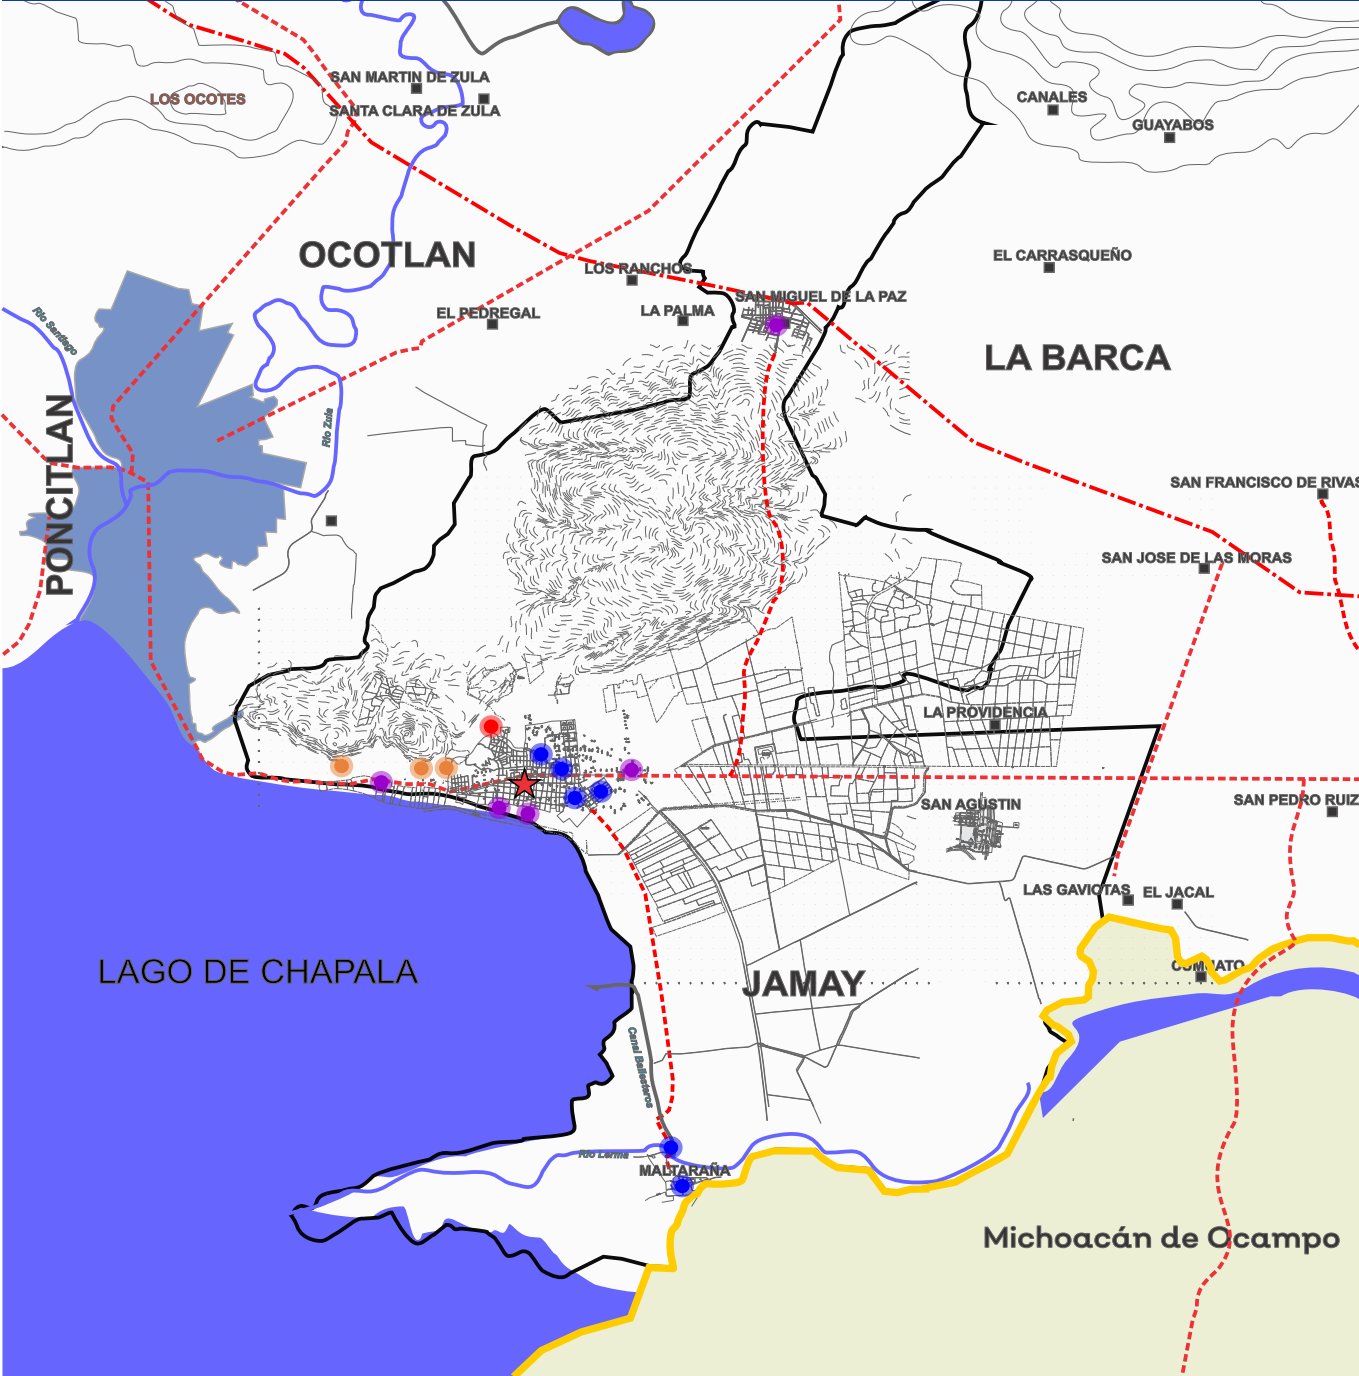 SAN MARTIN DE ZULA
LOS OCOTES
SANTA CLARA DE ZULA
CANALES
GUAYABOS
OCOTLAN
EL CARRASQUEÑO
LOS RANCHOS
SAN MIGUEL DE LA PAZ
EL PEDREGAL
LA PALMA
Río Santiago
LA BARCA
PONCITLAN
Río Zula
SAN FRANCISCO DE RIVAS
SAN JOSE DE LAS MORAS
LA PROVIDENCIA
SAN AGUSTIN
SAN PEDRO RUIZ
LAS GAVIOTAS
EL JACAL
CUMUATO
LAGO DE CHAPALA
JAMAY
Canal Ballesteros
Río Lerma
MALTARAÑA
Michoacán de Ocampo